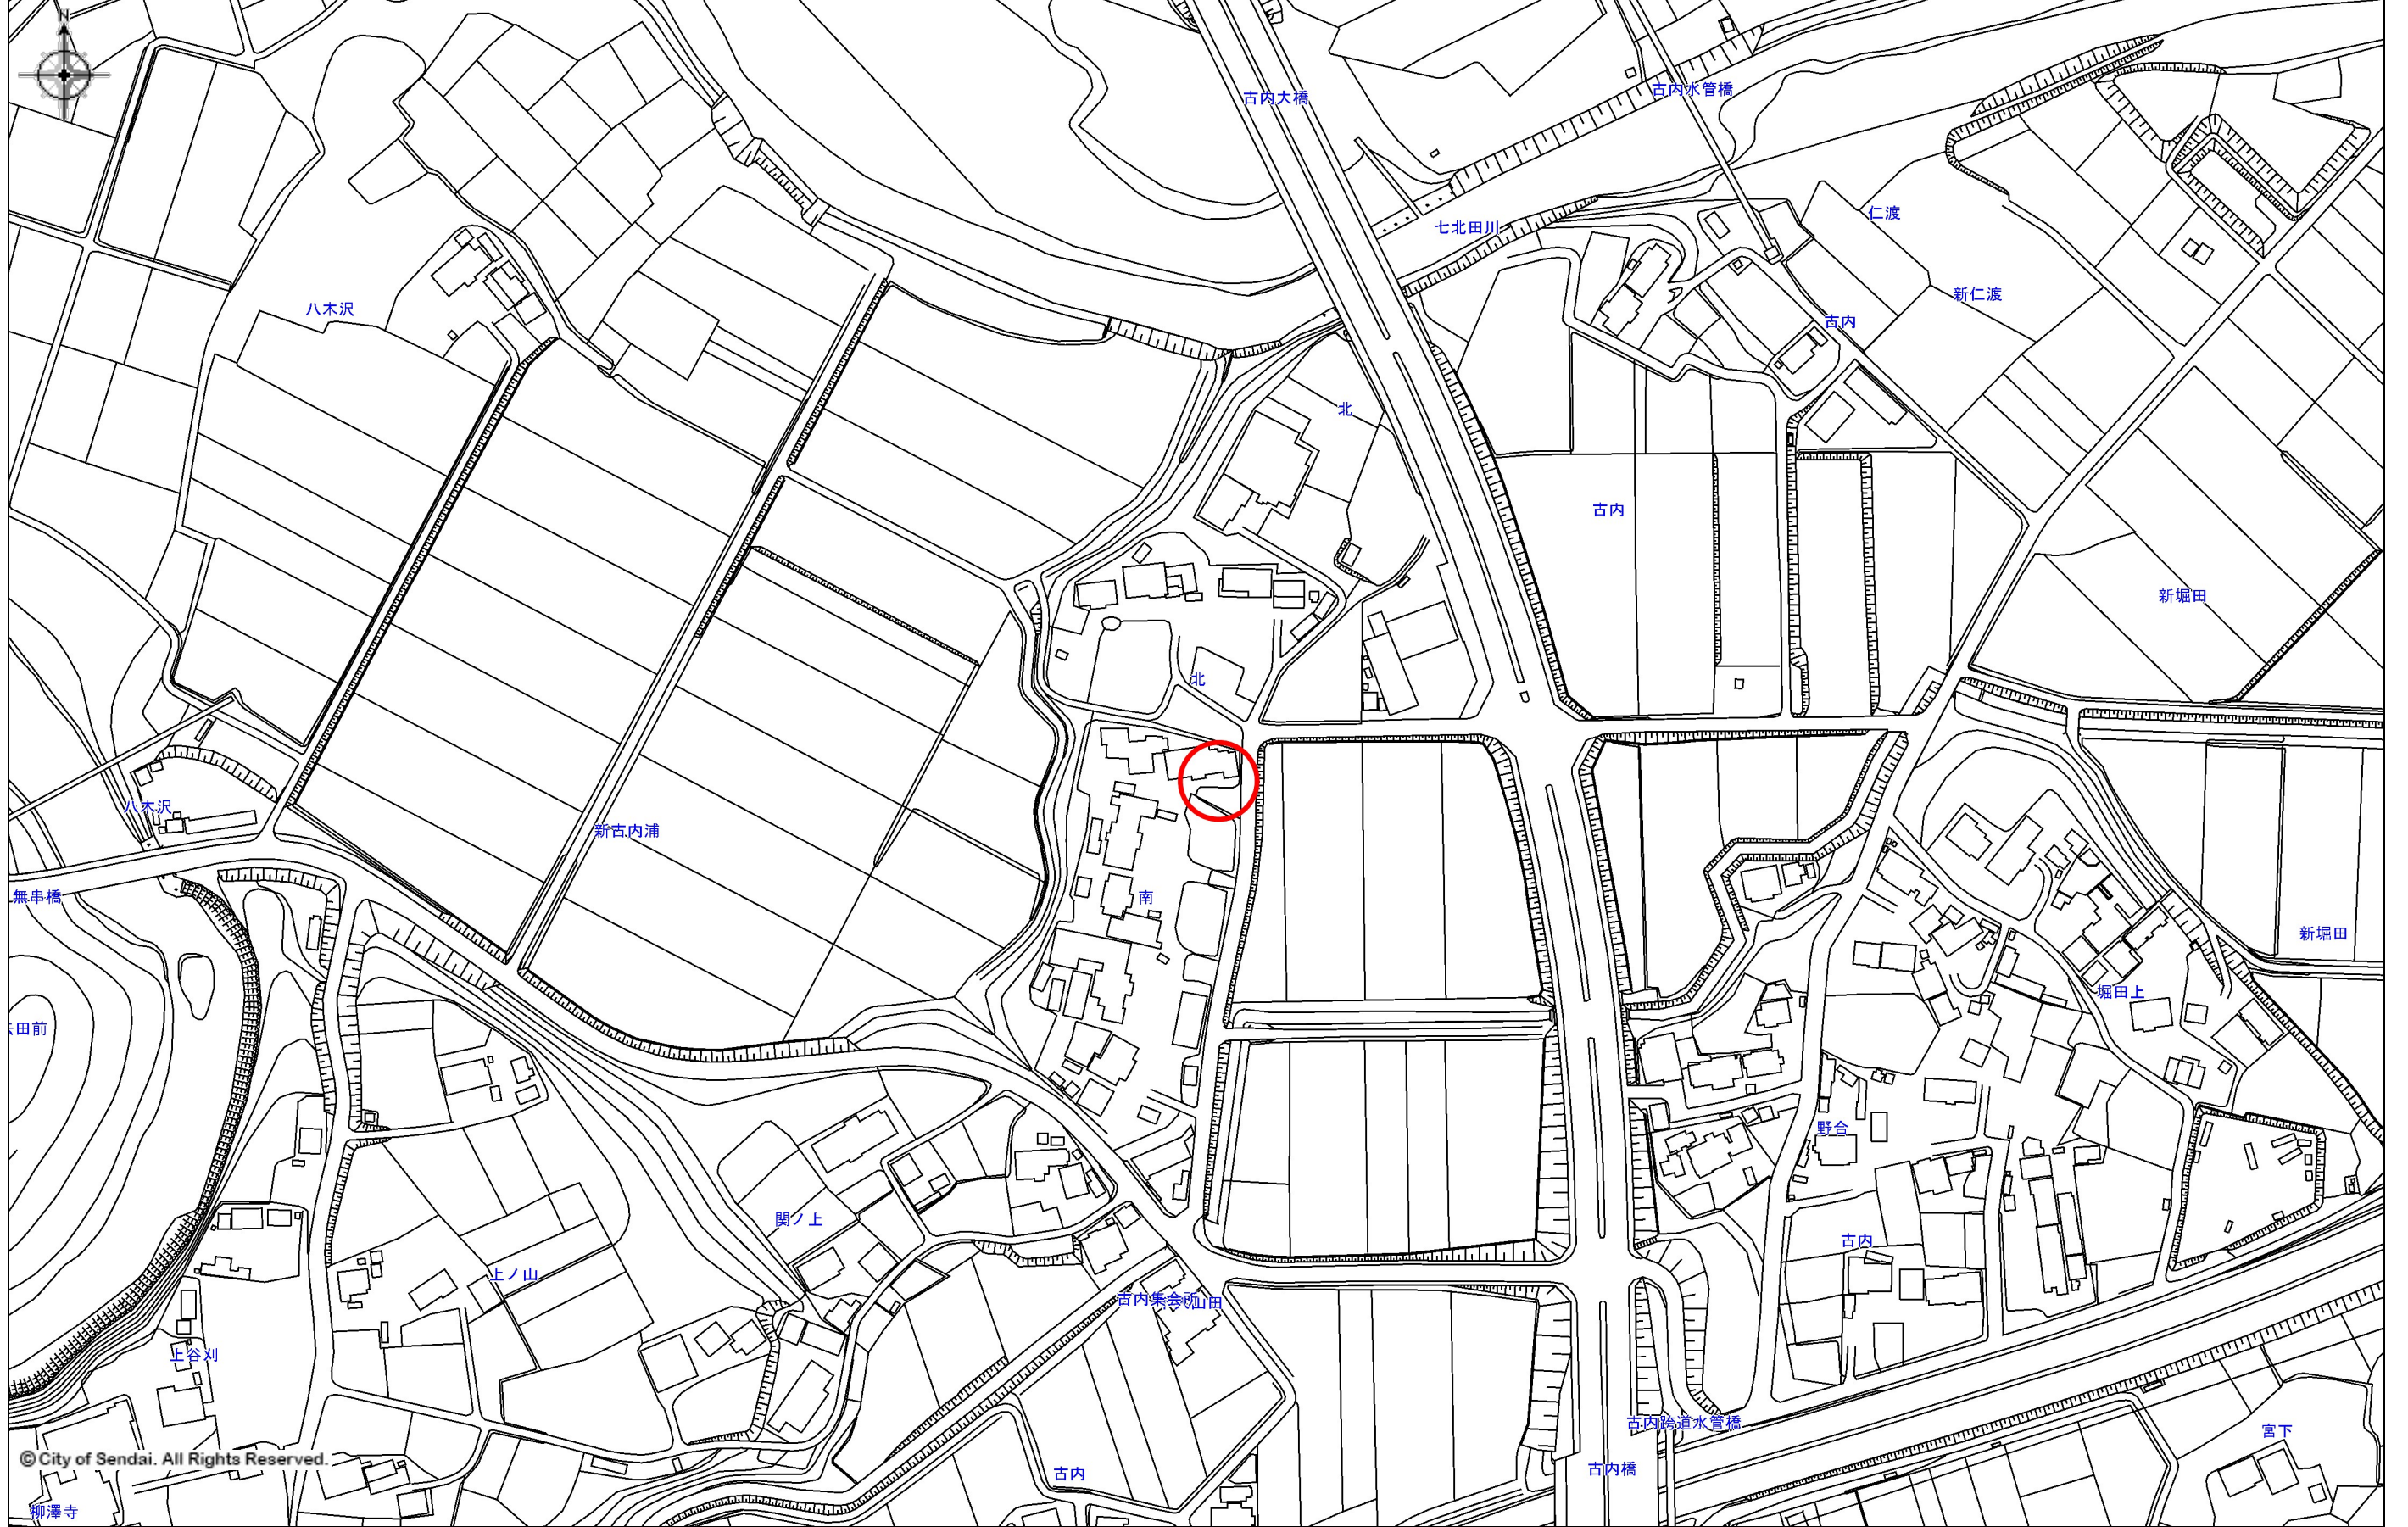 N
古内大橋
古内水管橋
七北田川
仁渡
新仁渡
八木沢
古内
北
古内
新堀田
北
八木沢
新古内浦
無串橋
南
新堀田
田前
堀田上
野合
関ノ上
古内
上ノ山
古内集会所
山田
上谷刈
古内跨道水管橋
宮下
© City of Sendai. All Rights Reserved.
古内
古内橋
柳澤寺